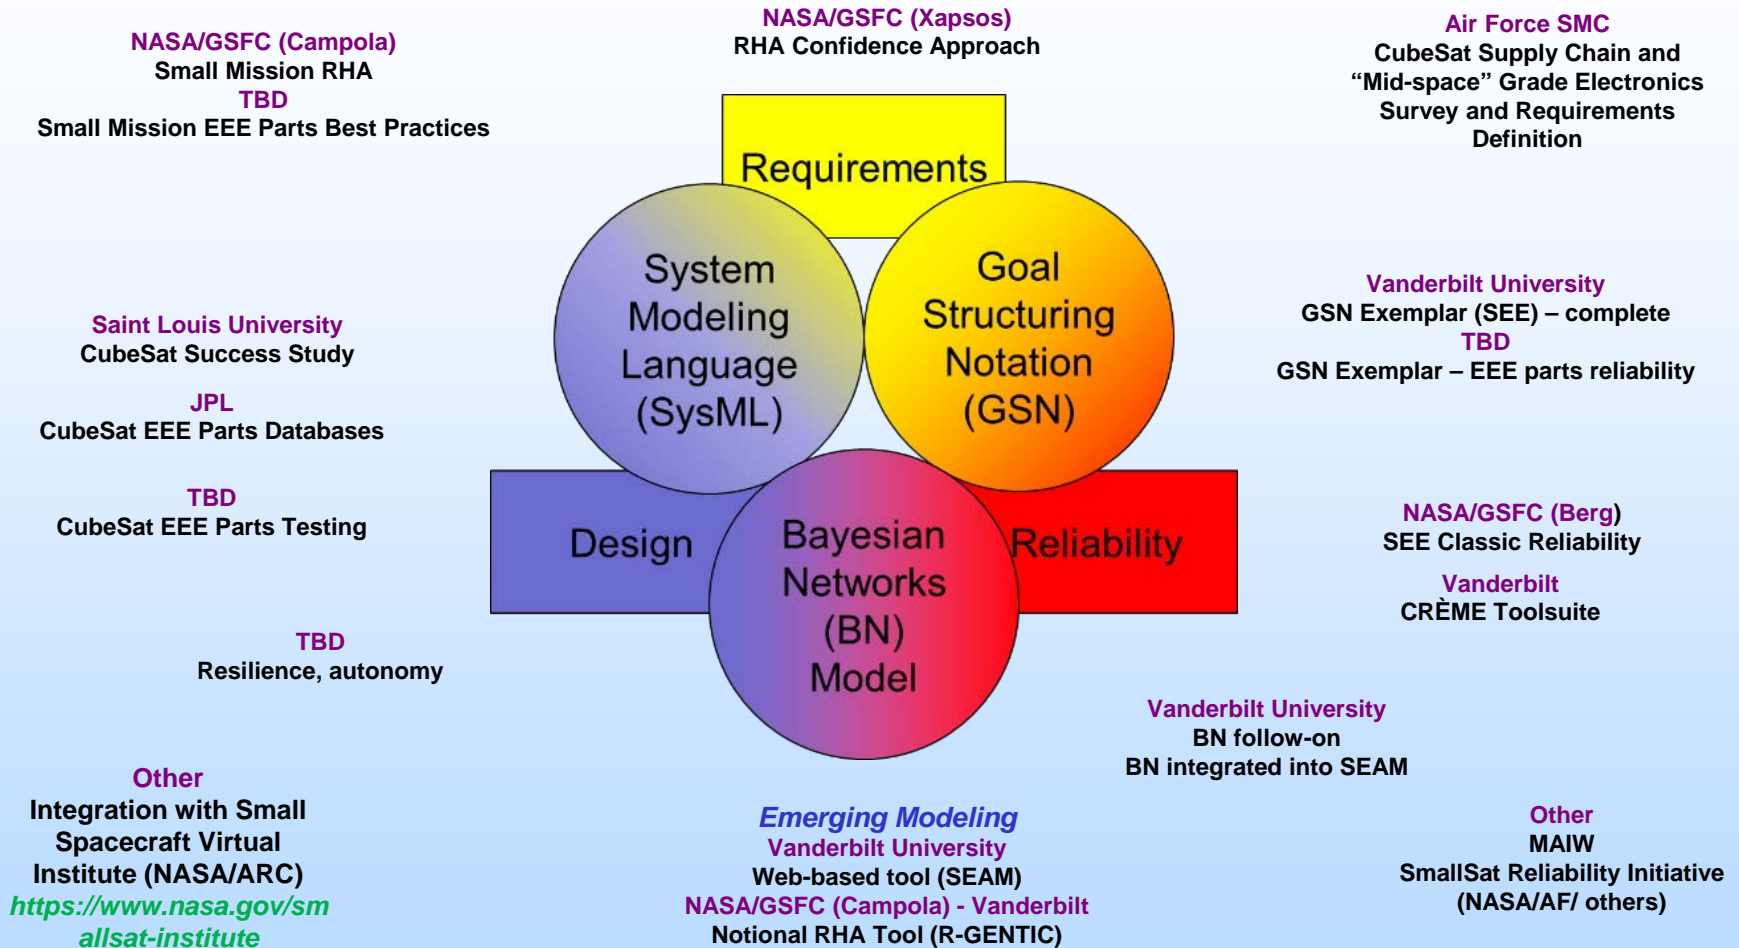 NASA/GSFC (Campola)
Small Mission RHA
TBD
Small Mission EEE Parts Best Practices
NASA/GSFC (Xapsos)
RHA Confidence Approach
Air Force SMC
CubeSat Supply Chain and
“Mid-space” Grade Electronics
Survey and Requirements
Definition
Requirements
System
Modeling
Language
(SysML)
Goal
Structuring
Notation
(GSN)
Saint Louis University
CubeSat Success Study
JPL
CubeSat EEE Parts Databases
TBD
CubeSat EEE Parts Testing
TBD
Resilience, autonomy
Vanderbilt University
GSN Exemplar (SEE) – complete
TBD
GSN Exemplar – EEE parts reliability
Design
Bayesian
Networks
(BN)
Model
Reliability
NASA/GSFC (Berg)
SEE Classic Reliability
Vanderbilt
CRÈME Toolsuite
Vanderbilt University
BN follow-on
BN integrated into SEAM
Other
Integration with Small
Spacecraft Virtual
Institute (NASA/ARC)
https://www.nasa.gov/sm
allsat-institute
Emerging Modeling
Vanderbilt University
Web-based tool (SEAM)
NASA/GSFC (Campola) - Vanderbilt
Notional RHA Tool (R-GENTIC)
Other
MAIW
SmallSat Reliability Initiative
(NASA/AF/ others)